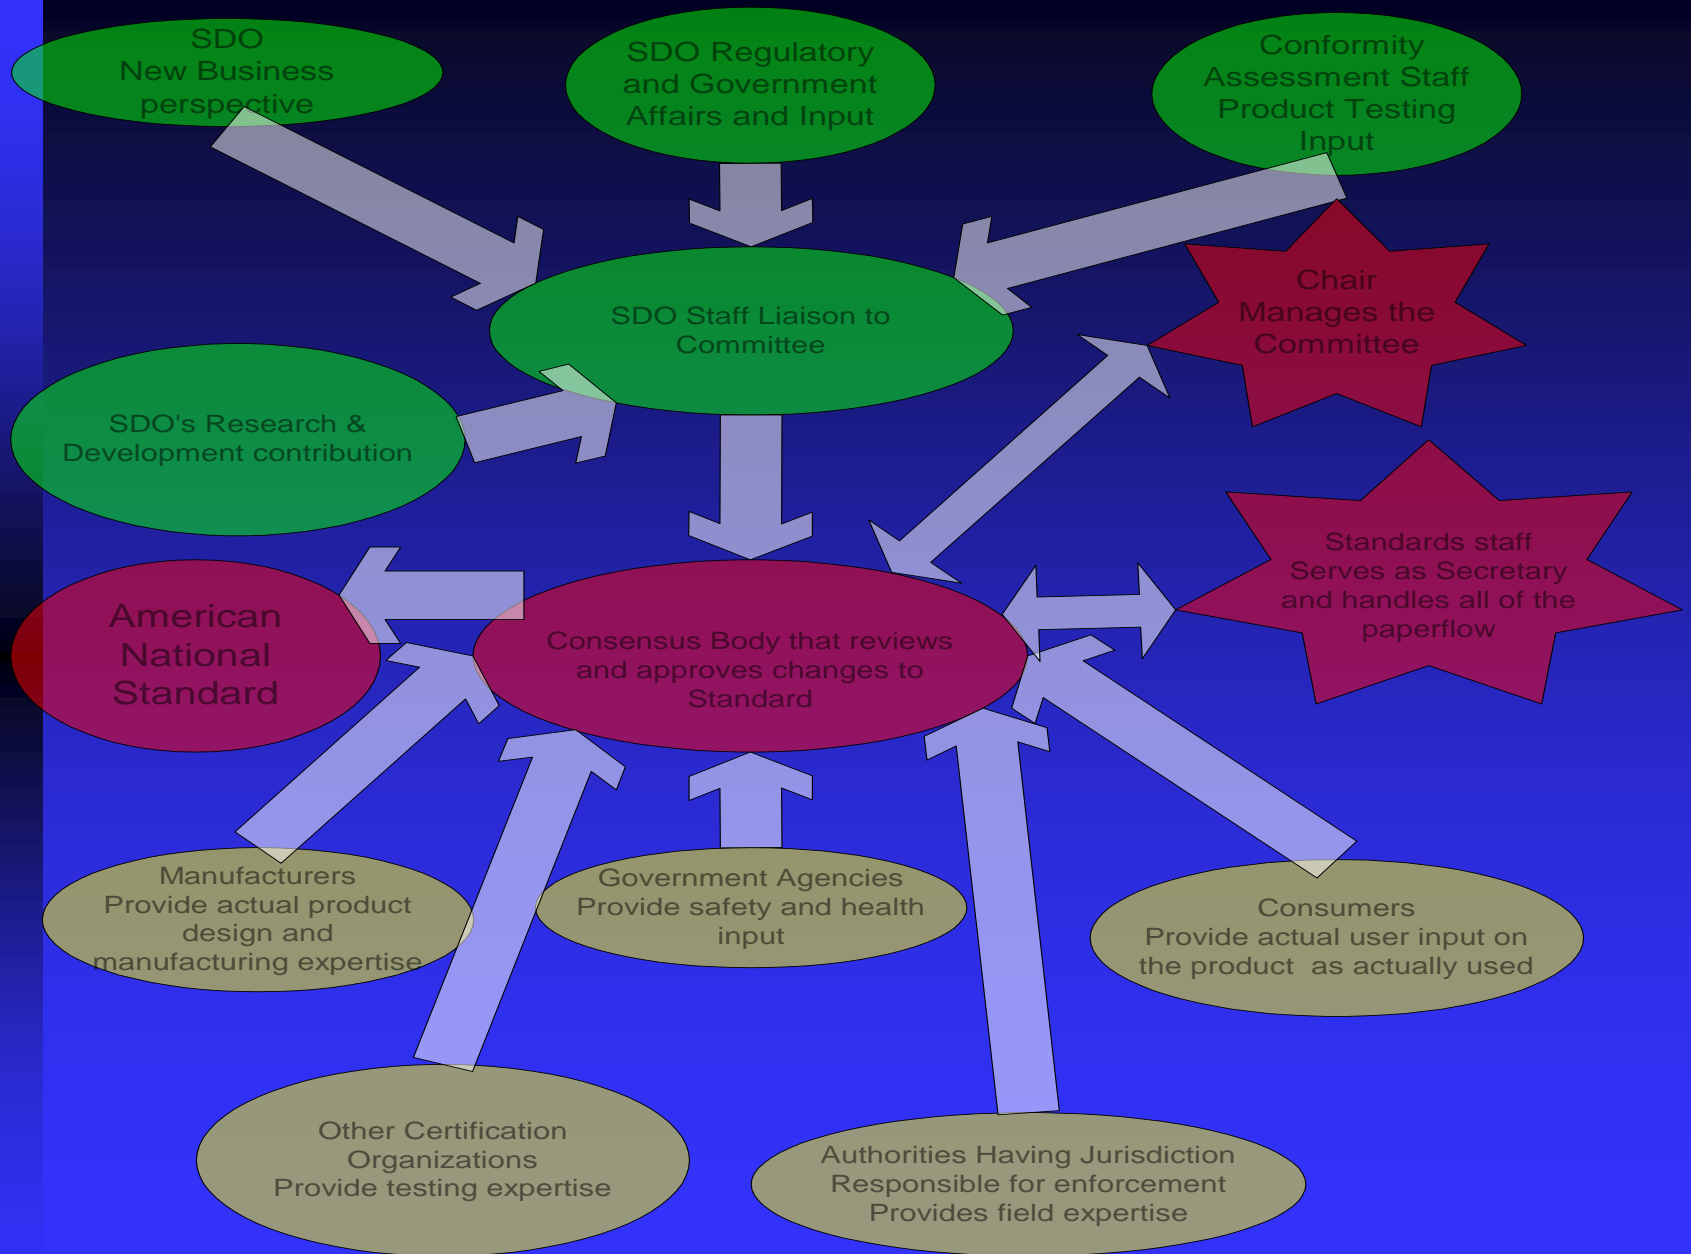 SDO
New Business
perspective
SDO Regulatory
and Government
Affairs and Input
Conformity
Assessment Staff
Product Testing
Input
SDO Staff Liaison to
Committee
Chair
Manages the
Committee
SDO's Research &
Development contribution
Standards staff
Serves as Secretary
and handles all of the
paperflow
American
National
Standard
Consensus Body that reviews
and approves changes to
Standard
Manufacturers
Provide actual product
design and
manufacturing expertise
Government Agencies
Provide safety and health
input
Consumers
Provide actual user input on
the product  as actually used
Other Certification
Organizations
Provide testing expertise
Authorities Having Jurisdiction
Responsible for enforcement
Provides field expertise